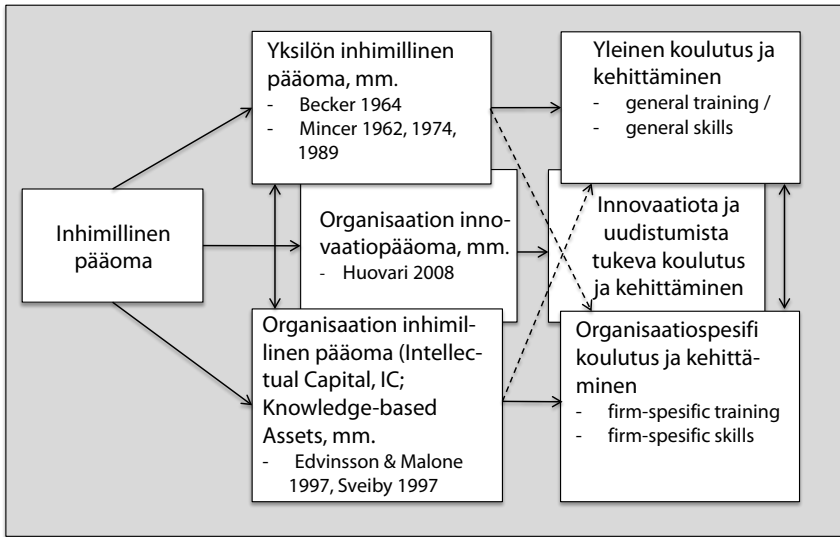 Inhimillinen
pääoma
Yksilön inhimillinen
pääoma, mm.
- Becker 1964
- Mincer 1962, 1974,
1989
Organisaation inno-
vaatiopääoma, mm.
- Huovari 2008
Organisaation inhimil-
linen pääoma (Intellec-
tual Capital, IC;
Knowledge-based
Assets, mm.
- Edvinsson & Malone
1997, Sveiby 1997
Yleinen koulutus ja
kehittäminen
- general training /
- general skills
Innovaatiota ja
uudistumista
tukeva koulutus
ja kehittäminen
Organisaatiospesifi
koulutus ja kehittä-
minen
- firm-spesific training
- firm-spesific skills